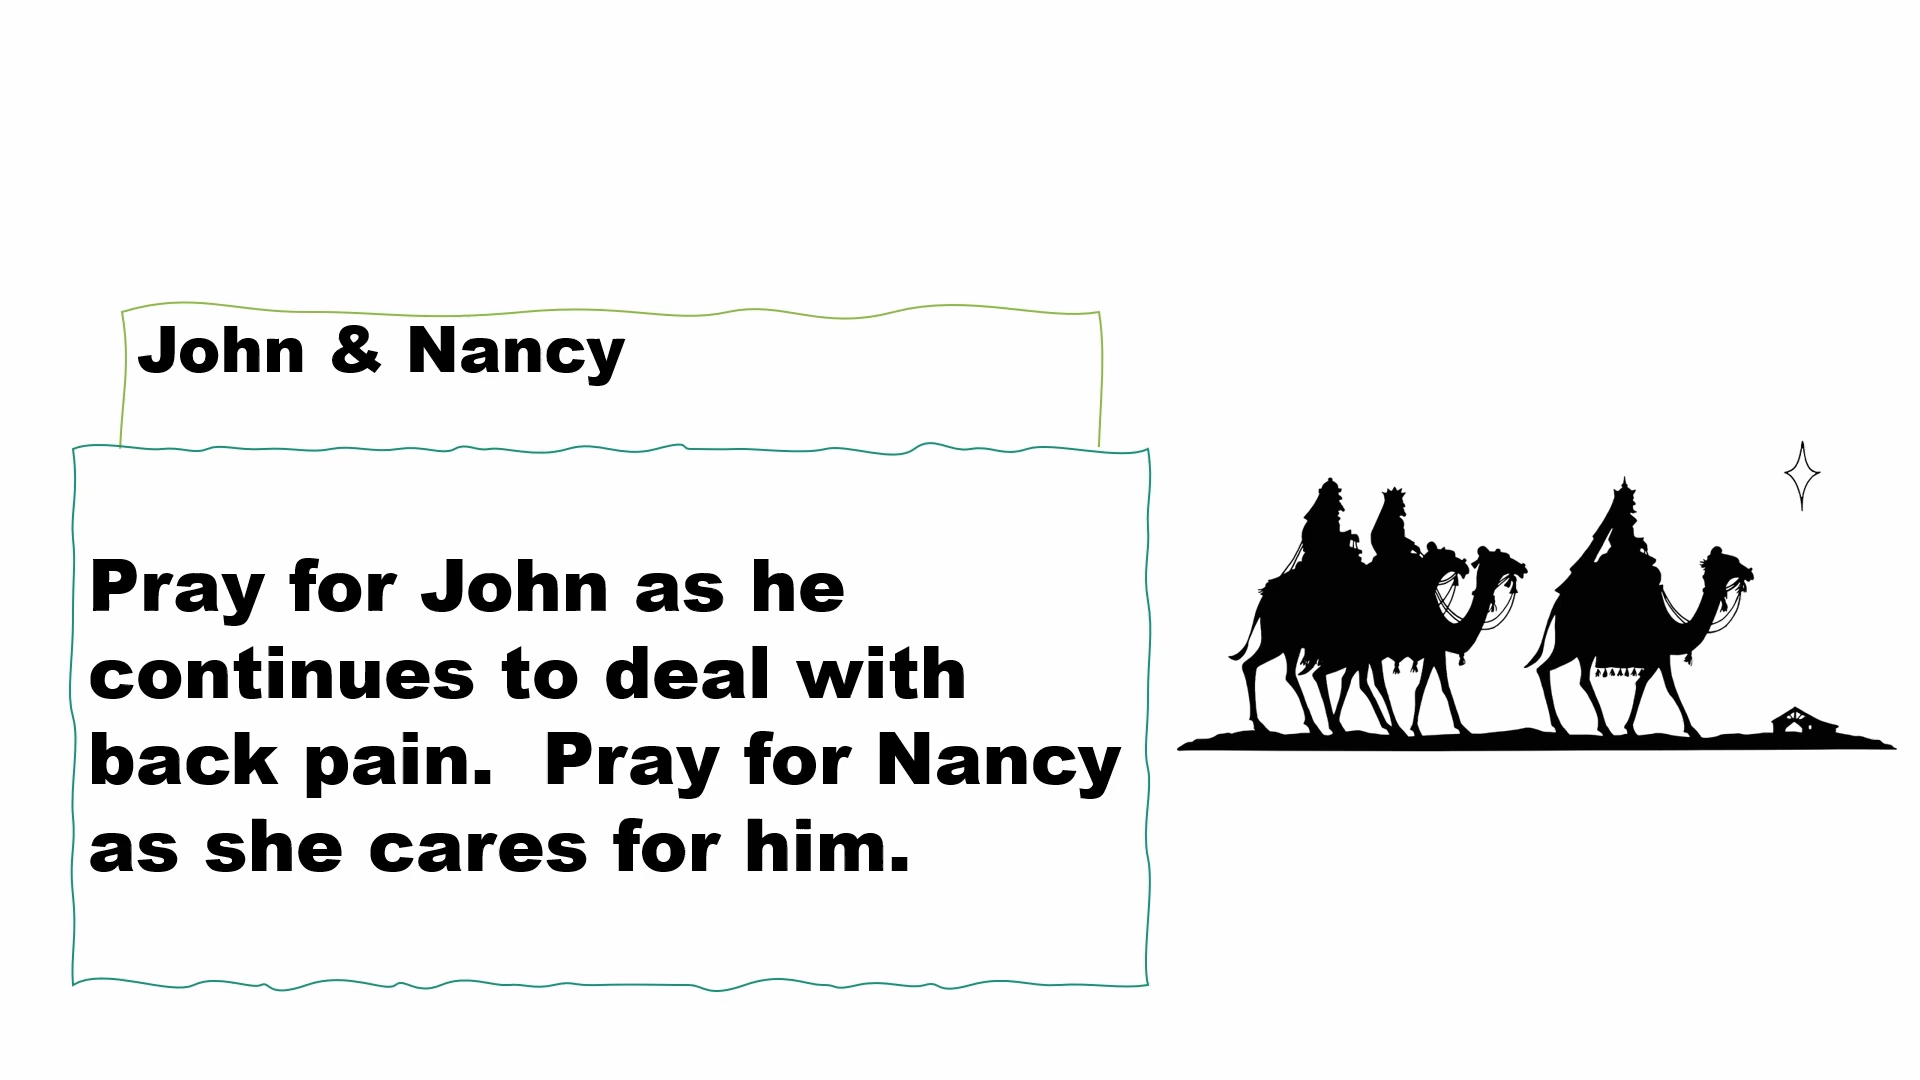 John & Nancy
Pray for John as he
continues to deal with
back pain.  Pray for Nancy
as she cares for him.